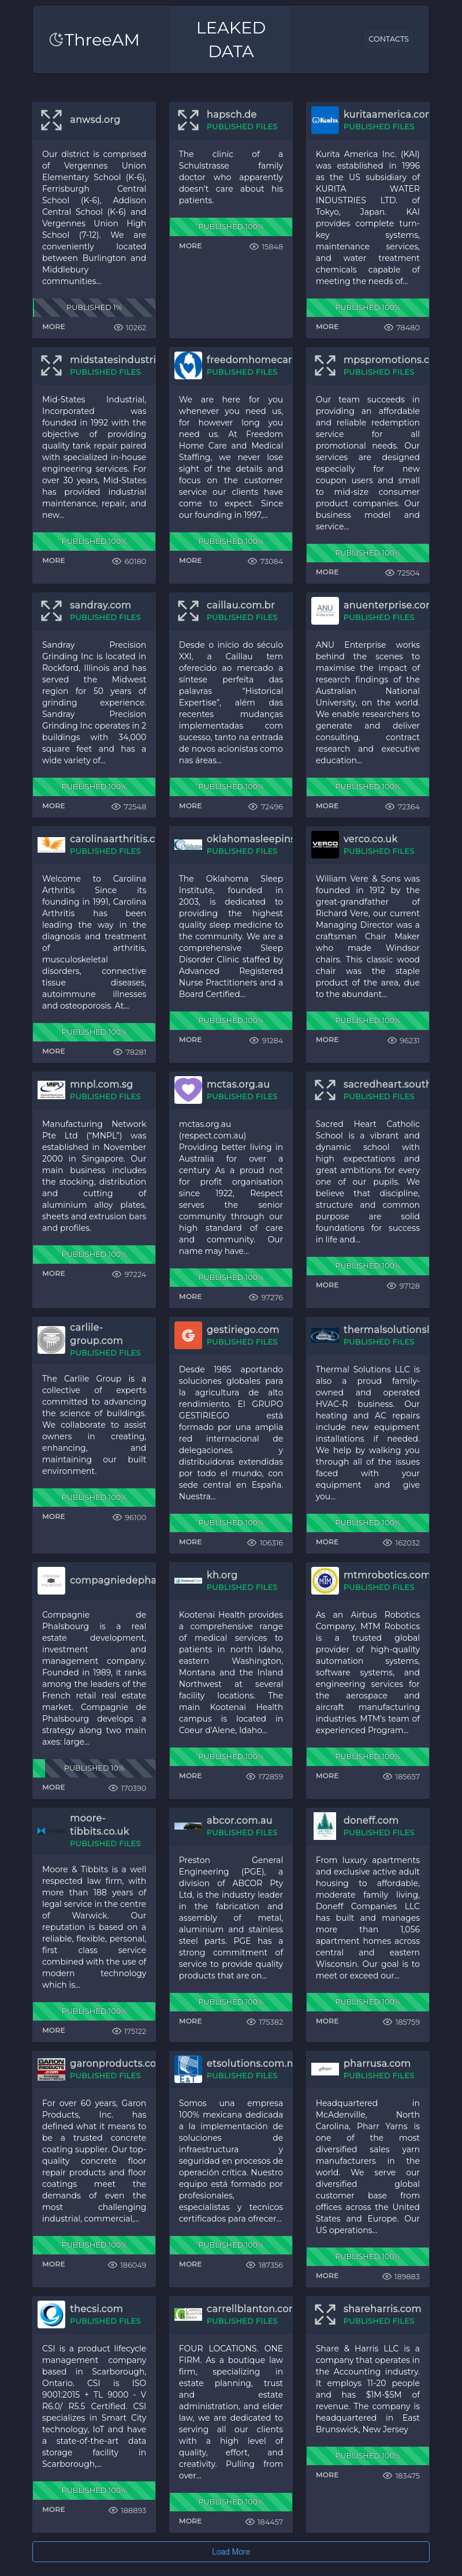 ThreeAM
LEAKED
DATA
CONTACTS
anwsd.org
Our district is comprised
of Vergennes Union
Elementary School (K-6),
Ferrisburgh Central
School (K-6), Addison
Central School (K-6) and
Vergennes Union High
School (7-12). We are
conveniently located
between Burlington and
Middlebury
communities...
PUBLISHED 1%
MORE 10262
hapsch.de
PUBLISHED FILES
The clinic of a
Schulstrasse family
doctor who apparently
doesn't care about his
patients.
PUBLISHED 100%
MORE 15848
kuritaamerica.com
PUBLISHED FILES
Kurita America Inc. (KAI)
was established in 1996
as the US subsidiary of
KURITA WATER
INDUSTRIES LTD. of
Tokyo, Japan. KAI
provides complete turn-
key systems,
maintenance services,
and water treatment
chemicals capable of
meeting the needs of...
PUBLISHED 100%
MORE 78480
midstatesindustri
PUBLISHED FILES
Mid-States Industrial,
Incorporated was
founded in 1992 with the
objective of providing
quality tank repair paired
with specialized in-house
engineering services. For
over 30 years, Mid-States
has provided industrial
maintenance, repair, and
new...
PUBLISHED 100%
MORE 60180
freedomhomecar
PUBLISHED FILES
We are here for you
whenever you need us,
for however long you
need us. At Freedom
Home Care and Medical
Staffing, we never lose
sight of the details and
focus on the customer
service our clients have
come to expect. Since
our founding in 1997,...
PUBLISHED 100%
MORE 73084
mpspromotions.c
PUBLISHED FILES
Our team succeeds in
providing an affordable
and reliable redemption
service for all
promotional needs. Our
services are designed
especially for new
coupon users and small
to mid-size consumer
product companies. Our
business model and
service...
PUBLISHED 100%
MORE 72504
sandray.com
PUBLISHED FILES
Sandray Precision
Grinding Inc is located in
Rockford, Illinois and has
served the Midwest
region for 50 years of
grinding experience.
Sandray Precision
Grinding Inc operates in 2
buildings with 34,000
square feet and has a
wide variety of...
PUBLISHED 100%
MORE 72548
caillau.com.br
PUBLISHED FILES
Desde o início do século
XXI, a Caillau tem
oferecido ao mercado a
síntese perfeita das
palavras "Historical
Expertise", além das
recentes mudanças
implementadas com
sucesso, tanto na entrada
de novos acionistas como
nas áreas...
PUBLISHED 100%
MORE 72496
ANU
anuenterprise.com
PUBLISHED FILES
ANU Enterprise works
behind the scenes to
maximise the impact of
research findings of the
Australian National
University, on the world.
We enable researchers to
generate and deliver
consulting, contract
research and executive
education...
PUBLISHED 100%
MORE 72364
carolinaarthritis.c
PUBLISHED FILES
Welcome to Carolina
Arthritis Since its
founding in 1991, Carolina
Arthritis has been
leading the way in the
diagnosis and treatment
of arthritis,
musculoskeletal
disorders, connective
tissue diseases,
autoimmune illnesses
and osteoporosis. At...
PUBLISHED 100%
MORE 78281
oklahomasleepins
PUBLISHED FILES
The Oklahoma Sleep
Institute, founded in
2003, is dedicated to
providing the highest
quality sleep medicine to
the community. We are a
comprehensive Sleep
Disorder Clinic staffed by
Advanced Registered
Nurse Practitioners and a
Board Certified...
PUBLISHED 100%
MORE 91284
VERCO
verco.co.uk
PUBLISHED FILES
William Vere & Sons was
founded in 1912 by the
great-grandfather of
Richard Vere, our current
Managing Director was a
craftsman Chair Maker
who made Windsor
chairs. This classic wood
chair was the staple
product of the area, due
to the abundant...
PUBLISHED 100%
MORE 96231
MNPL
mnpl.com.sg
PUBLISHED FILES
Manufacturing Network
Pte Ltd ("MNPL") was
established in November
2000 in Singapore. Our
main business includes
the stocking, distribution
and cutting of
aluminium alloy plates,
sheets and extrusion bars
and profiles.
PUBLISHED 100%
MORE 97224
mctas.org.au
PUBLISHED FILES
mctas.org.au
(respect.com.au)
Providing better living in
Australia for over a
century As a proud not
for profit organisation
since 1922, Respect
serves the senior
community through our
high standard of care
and community. Our
name may have...
PUBLISHED 100%
MORE 97276
sacredheart.south
PUBLISHED FILES
Sacred Heart Catholic
School is a vibrant and
dynamic school with
high expectations and
great ambitions for every
one of our pupils. We
believe that discipline,
structure and common
purpose are solid
foundations for success
in life and...
PUBLISHED 100%
MORE 97128
carlile-
group.com
PUBLISHED FILES
The Carlile Group is a
collective of experts
committed to advancing
the science of buildings.
We collaborate to assist
owners in creating,
enhancing, and
maintaining our built
environment.
PUBLISHED 100%
MORE 96100
gestiriego.com
PUBLISHED FILES
Desde 1985 aportando
soluciones globales para
la agricultura de alto
rendimiento. El GRUPO
GESTIRIEGO está
formado por una amplia
red internacional de
delegaciones y
distribuidoras extendidas
por todo el mundo, con
sede central en España.
Nuestra...
PUBLISHED 100%
MORE 106316
thermalsolutionsl
PUBLISHED FILES
Thermal Solutions LLC is
also a proud family-
owned and operated
HVAC-R business. Our
heating and AC repairs
include new equipment
installations if needed.
We help by walking you
through all of the issues
faced with your
equipment and give
you...
PUBLISHED 100%
MORE 162032
compagniedepha
Compagnie de
Phalsbourg is a real
estate development,
investment and
management company.
Founded in 1989, it ranks
among the leaders of the
French retail real estate
market. Compagnie de
Phalsbourg develops a
strategy along two main
axes: large...
PUBLISHED 10%
MORE 170390
kh.org
PUBLISHED FILES
Kootenai Health provides
a comprehensive range
of medical services to
patients in north Idaho,
eastern Washington,
Montana and the Inland
Northwest at several
facility locations. The
main Kootenai Health
campus is located in
Coeur d'Alene, Idaho...
PUBLISHED 100%
MORE 172859
mtmrobotics.com
PUBLISHED FILES
As an Airbus Robotics
Company, MTM Robotics
is a trusted global
provider of high-quality
automation systems,
software systems, and
engineering services for
the aerospace and
aircraft manufacturing
industries. MTM's team of
experienced Program...
PUBLISHED 100%
MORE 185657
moore-
tibbits.co.uk
PUBLISHED FILES
Moore & Tibbits is a well
respected law firm, with
more than 188 years of
legal service in the centre
of Warwick. Our
reputation is based on a
reliable, flexible, personal,
first class service
combined with the use of
modern technology
which is...
PUBLISHED 100%
MORE 175122
abcor.com.au
PUBLISHED FILES
Preston General
Engineering (PGE), a
division of ABCOR Pty
Ltd, is the industry leader
in the fabrication and
assembly of metal,
aluminium and stainless
steel parts. PGE has a
strong commitment of
service to provide quality
products that are on...
PUBLISHED 100%
MORE 175382
doneff.com
PUBLISHED FILES
From luxury apartments
and exclusive active adult
housing to affordable,
moderate family living,
Doneff Companies LLC
has built and manages
more than 1,056
apartment homes across
central and eastern
Wisconsin. Our goal is to
meet or exceed our...
PUBLISHED 100%
MORE 185759
GARON
PRODUCTS
garonproducts.co
PUBLISHED FILES
For over 60 years, Garon
Products, Inc. has
defined what it means to
be a trusted concrete
coating supplier. Our top-
quality concrete floor
repair products and floor
coatings meet the
demands of even the
most challenging
industrial, commercial,...
PUBLISHED 100%
MORE 186049
E&T
etsolutions.com.m
PUBLISHED FILES
Somos una empresa
100% mexicana dedicada
a la implementación de
soluciones de
infraestructura y
seguridad en procesos de
operación crítica. Nuestro
equipo está formado por
profesionales,
especialistas y tecnicos
certificados para ofrecer...
PUBLISHED 100%
MORE 187356
pharrusa.com
PUBLISHED FILES
Headquartered in
McAdenville, North
Carolina, Pharr Yarns is
one of the most
diversified sales yarn
manufacturers in the
world. We serve our
diversified global
customer base from
offices across the United
States and Europe. Our
US operations...
PUBLISHED 100%
MORE 189883
thecsi.com
PUBLISHED FILES
CSI is a product lifecycle
management company
based in Scarborough,
Ontario. CSI is ISO
9001:2015 + TL 9000 - V
R6.0/ R5.5 Certified. CSI
specializes in Smart City
technology, IoT and have
a state-of-the-art data
storage facility in
Scarborough,...
PUBLISHED 100%
MORE 188893
carrellblanton.com
PUBLISHED FILES
FOUR LOCATIONS. ONE
FIRM. As a boutique law
firm, specializing in
estate planning, trust
and estate
administration, and elder
law, we are dedicated to
serving all our clients
with a high level of
quality, effort, and
creativity. Pulling from
over...
PUBLISHED 100%
MORE 184457
shareharris.com
PUBLISHED FILES
Share & Harris LLC is a
company that operates in
the Accounting industry.
It employs 11-20 people
and has $1M-$5M of
revenue. The company is
headquartered in East
Brunswick, New Jersey
PUBLISHED 100%
MORE 183475
Load More